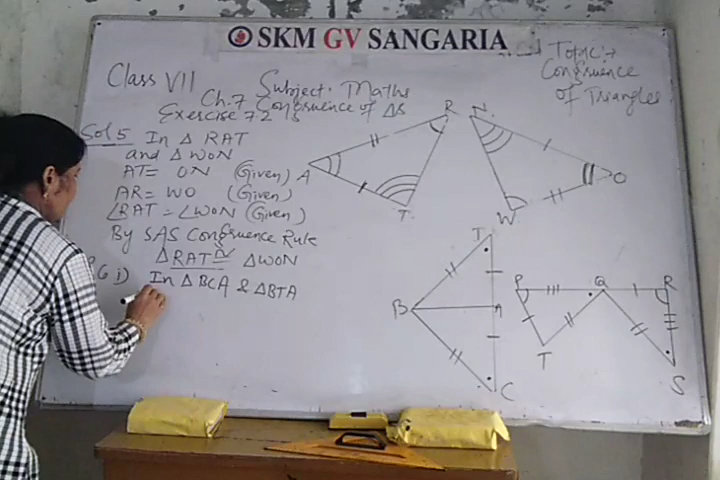 SKM GV SANGARIA
Topic:→
Congruence
of Triangles
Class VII
Subject. Maths
Ch.7 Congruence of Δs
Exercise 7.2
Sol 5 In Δ RAT
and Δ WON
AT = ON (Given)
AR = WO (Given)
∠RAT = ∠WON (Given)
By SAS Congruence Rule
ΔRAT ≅ ΔWON
6 i) In Δ BCA & ΔBTA
R
A
T
N
O
W
T
B
A
C
P
Q
R
T
S